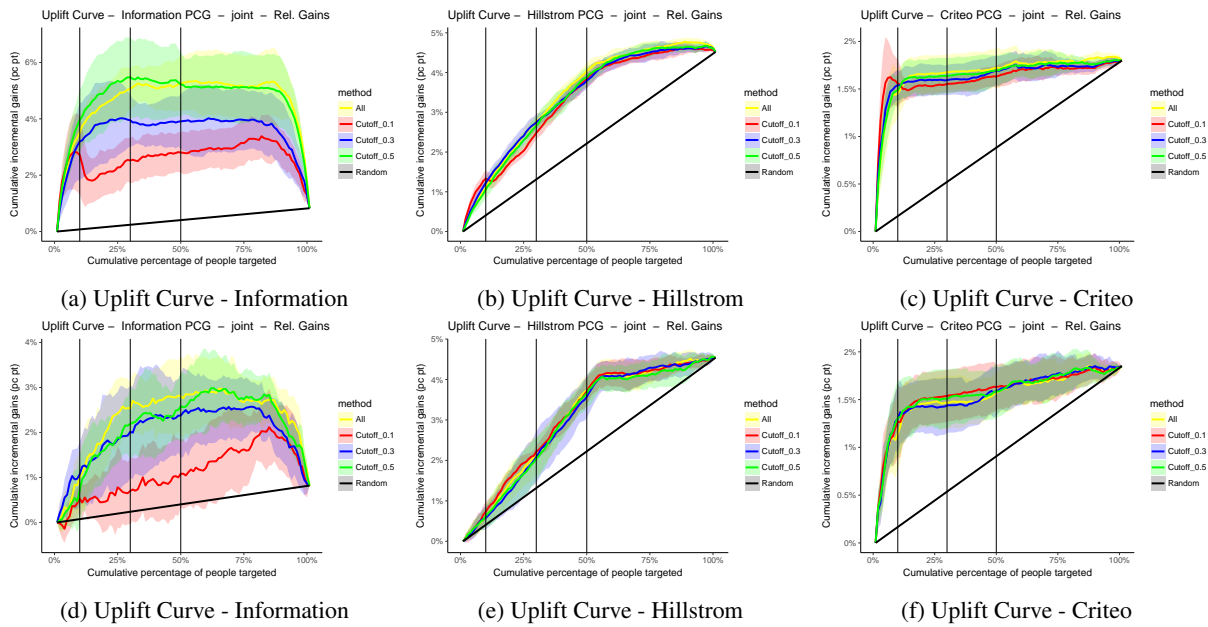 Uplift Curve – Information PCG – joint – Rel. Gains
Cumulative incremental gains (pc pt)
6%
4%
2%
0%
0% 25% 50% 75% 100%
Cumulative percentage of people targeted
method
All
Cutoff_0.1
Cutoff_0.3
Cutoff_0.5
Random
(a) Uplift Curve - Information
Uplift Curve – Hillstrom PCG – joint – Rel. Gains
Cumulative incremental gains (pc pt)
5%
4%
3%
2%
1%
0%
0% 25% 50% 75% 100%
Cumulative percentage of people targeted
method
All
Cutoff_0.1
Cutoff_0.3
Cutoff_0.5
Random
(b) Uplift Curve - Hillstrom
Uplift Curve – Criteo PCG – joint – Rel. Gains
Cumulative incremental gains (pc pt)
2%
1.5%
1%
0.5%
0%
0% 25% 50% 75% 100%
Cumulative percentage of people targeted
method
All
Cutoff_0.1
Cutoff_0.3
Cutoff_0.5
Random
(c) Uplift Curve - Criteo
Uplift Curve – Information PCG – joint – Rel. Gains
Cumulative incremental gains (pc pt)
4%
3%
2%
1%
0%
0% 25% 50% 75% 100%
Cumulative percentage of people targeted
method
All
Cutoff_0.1
Cutoff_0.3
Cutoff_0.5
Random
(d) Uplift Curve - Information
Uplift Curve – Hillstrom PCG – joint – Rel. Gains
Cumulative incremental gains (pc pt)
5%
4%
3%
2%
1%
0%
0% 25% 50% 75% 100%
Cumulative percentage of people targeted
method
All
Cutoff_0.1
Cutoff_0.3
Cutoff_0.5
Random
(e) Uplift Curve - Hillstrom
Uplift Curve – Criteo PCG – joint – Rel. Gains
Cumulative incremental gains (pc pt)
2%
1.5%
1%
0.5%
0%
0% 25% 50% 75% 100%
Cumulative percentage of people targeted
method
All
Cutoff_0.1
Cutoff_0.3
Cutoff_0.5
Random
(f) Uplift Curve - Criteo